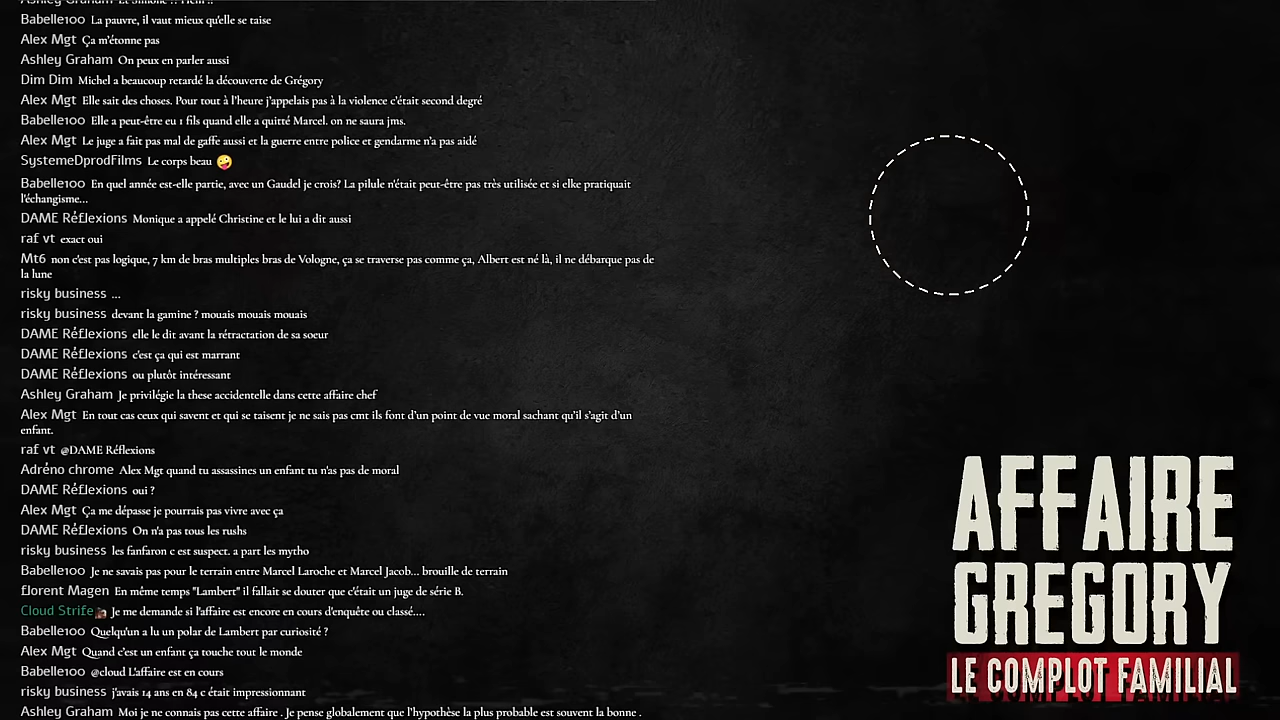 Ashley Graham Et Simone ?? Hein ??
Babelle100 La pauvre, il vaut mieux qu'elle se taise
Alex Mgt Ça m'étonne pas
Ashley Graham On peux en parler aussi
Dim Dim Michel a beaucoup retardé la découverte de Grégory
Alex Mgt Elle sait des choses. Pour tout à l'heure j'appelais pas à la violence c'était second degré
Babelle100 Elle a peut-être eu 1 fils quand elle a quitté Marcel. on ne saura jms.
Alex Mgt Le juge a fait pas mal de gaffe aussi et la guerre entre police et gendarme n'a pas aidé
SystemeDprodFilms Le corps beau 🤪
Babelle100 En quel année est-elle partie, avec un Gaudel je crois? La pilule n'était peut-être pas très utilisée et si elke pratiquait
l'échangisme...
DAME Réflexions Monique a appelé Christine et le lui a dit aussi
raf vt exact oui
Mt6 non c'est pas logique, 7 km de bras multiples bras de Vologne, ça se traverse pas comme ça, Albert est né là, il ne débarque pas de
la lune
risky business ...
risky business devant la gamine ? mouais mouais mouais
DAME Réflexions elle le dit avant la rétractation de sa soeur
DAME Réflexions c'est ça qui est marrant
DAME Réflexions ou plutôt intéressant
Ashley Graham Je privilégie la these accidentelle dans cette affaire chef
Alex Mgt En tout cas ceux qui savent et qui se taisent je ne sais pas cmt ils font d'un point de vue moral sachant qu'il s'agit d'un
enfant.
raf vt @DAME Réflexions
Adréno chrome Alex Mgt quand tu assassines un enfant tu n'as pas de moral
DAME Réflexions oui ?
Alex Mgt Ça me dépasse je pourrais pas vivre avec ça
DAME Réflexions On n'a pas tous les rushs
risky business les fanfaron c est suspect. a part les mytho
Babelle100 Je ne savais pas pour le terrain entre Marcel Laroche et Marcel Jacob... brouille de terrain
florent Magen En même temps "Lambert" il fallait se douter que c'était un juge de série B.
Cloud Strife Je me demande si l'affaire est encore en cours d'enquête ou classé....
Babelle100 Quelqu'un a lu un polar de Lambert par curiosité ?
Alex Mgt Quand c'est un enfant ça touche tout le monde
Babelle100 @cloud L'affaire est en cours
risky business j'avais 14 ans en 84 c était impressionnant
Ashley Graham Moi je ne connais pas cette affaire . Je pense globalement que l'hypothèse la plus probable est souvent la bonne .
AFFAIRE
GREGORY
LE COMPLOT FAMILIAL